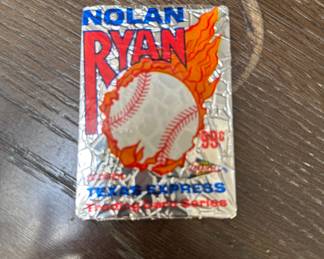 NOLAN
RYAN
99¢
TEXAS EXPRESS
Trading Card Series